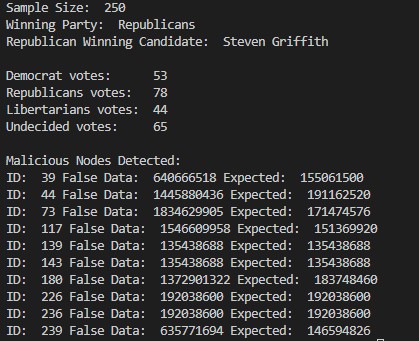 Sample Size:  250
Winning Party:  Republicans
Republican Winning Candidate:  Steven Griffith
Democrat votes:      53
Republicans votes:   78
Libertarians votes:  44
Undecided votes:     65
Malicious Nodes Detected:
ID:  39 False Data:  640666518 Expected:  155061500
ID:  44 False Data:  1445880436 Expected:  191162520
ID:  73 False Data:  1834629905 Expected:  171474576
ID:  117 False Data:  1546609958 Expected:  151369920
ID:  139 False Data:  135438688 Expected:  135438688
ID:  143 False Data:  135438688 Expected:  135438688
ID:  180 False Data:  1372901322 Expected:  183748460
ID:  226 False Data:  192038600 Expected:  192038600
ID:  236 False Data:  192038600 Expected:  192038600
ID:  239 False Data:  635771694 Expected:  146594826